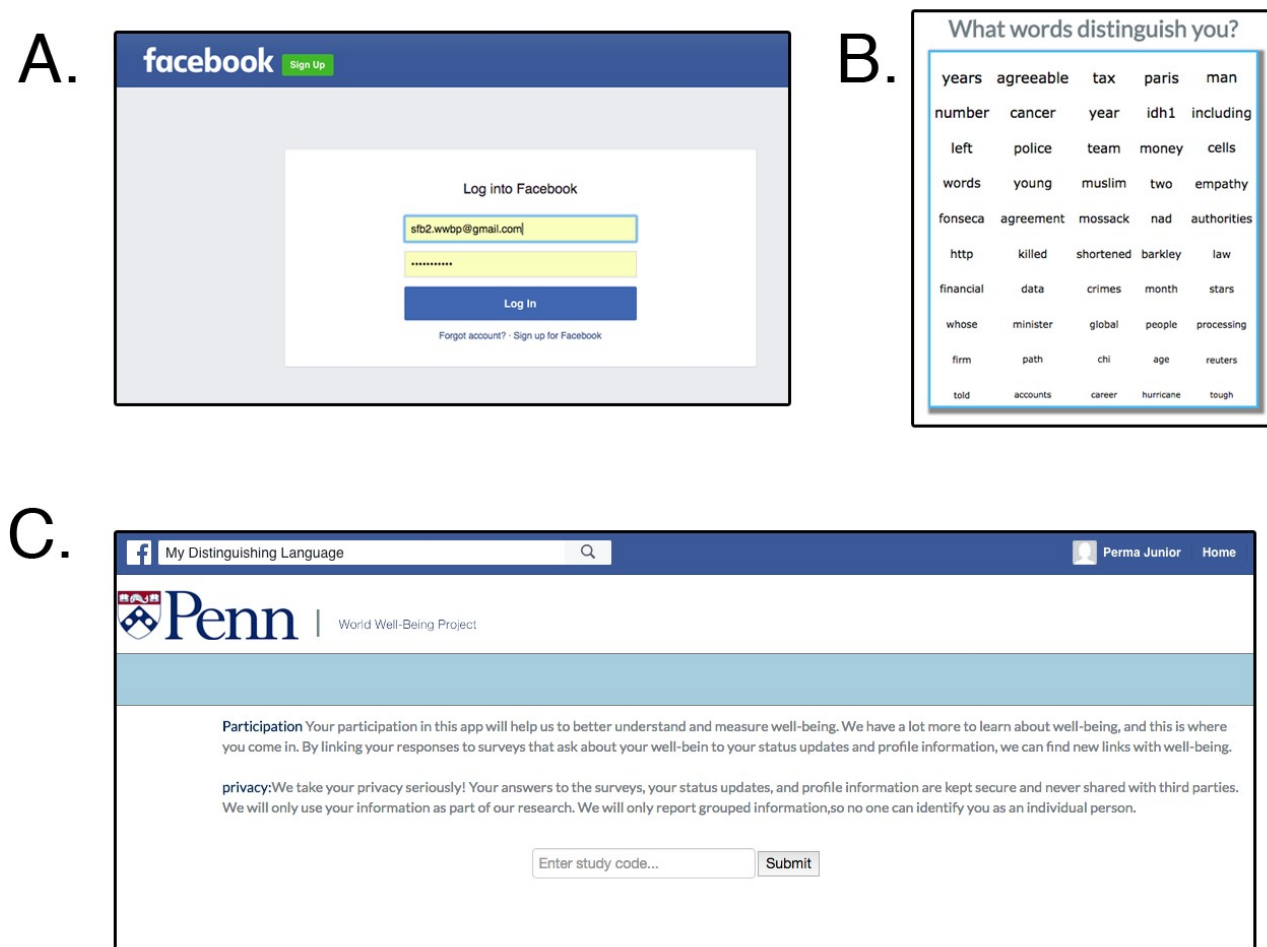 A.
facebook Sign Up
Log into Facebook
sfb2.wwbp@gmail.com
•••••••••••
Log In
Forgot account? · Sign up for Facebook
B.
What words distinguish you?
years agreeable tax paris man
number cancer year idh1 including
left police team money cells
words young muslim two empathy
fonseca agreement mossack nad authorities
http killed shortened barkley law
financial data crimes month stars
whose minister global people processing
firm path chi age reuters
told accounts career hurricane tough
C.
f My Distinguishing Language Perma Junior Home
Penn | World Well-Being Project
Participation Your participation in this app will help us to better understand and measure well-being. We have a lot more to learn about well-being, and this is where
you come in. By linking your responses to surveys that ask about your well-bein to your status updates and profile information, we can find new links with well-being.
privacy:We take your privacy seriously! Your answers to the surveys, your status updates, and profile information are kept secure and never shared with third parties.
We will only use your information as part of our research. We will only report grouped information,so no one can identify you as an individual person.
Enter study code... Submit